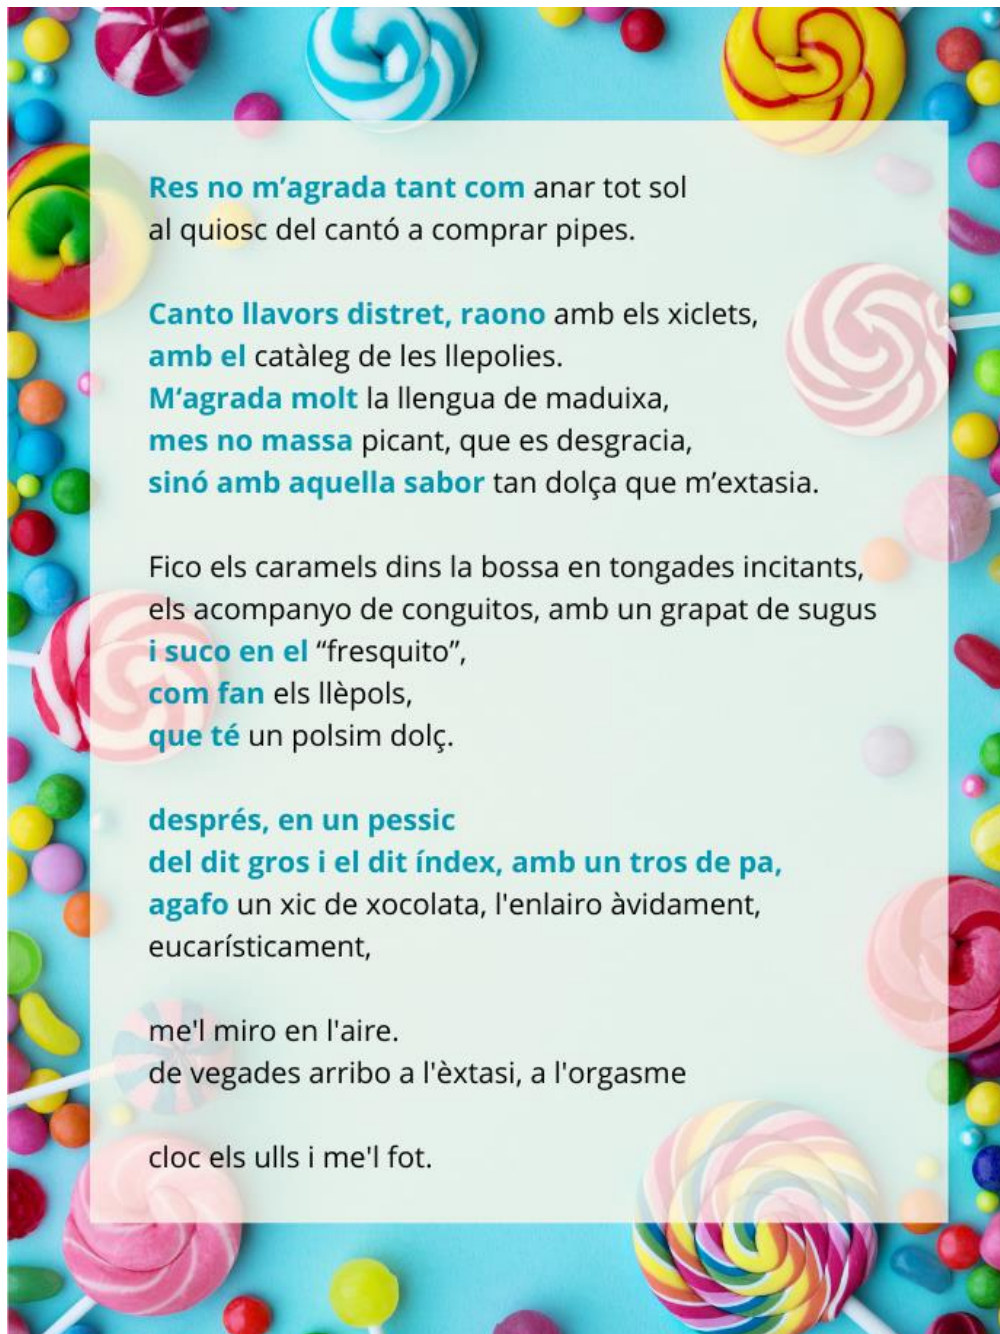 Res no m’agrada tant com anar tot sol
al quiosc del cantó a comprar pipes.
Canto llavors distret, raono amb els xiclets,
amb el catàleg de les llepolies.
M’agrada molt la llengua de maduixa,
mes no massa picant, que es desgracia,
sinó amb aquella sabor tan dolça que m’extasia.
Fico els caramels dins la bossa en tongades incitants,
els acompanyo de conguitos, amb un grapat de sugus
i suco en el “fresquito”,
com fan els llèpols,
que té un polsim dolç.
després, en un pessic
del dit gros i el dit índex, amb un tros de pa,
agafo un xic de xocolata, l'enlairo àvidament,
eucarísticament,
me'l miro en l'aire.
de vegades arribo a l'èxtasi, a l'orgasme
cloc els ulls i me'l fot.